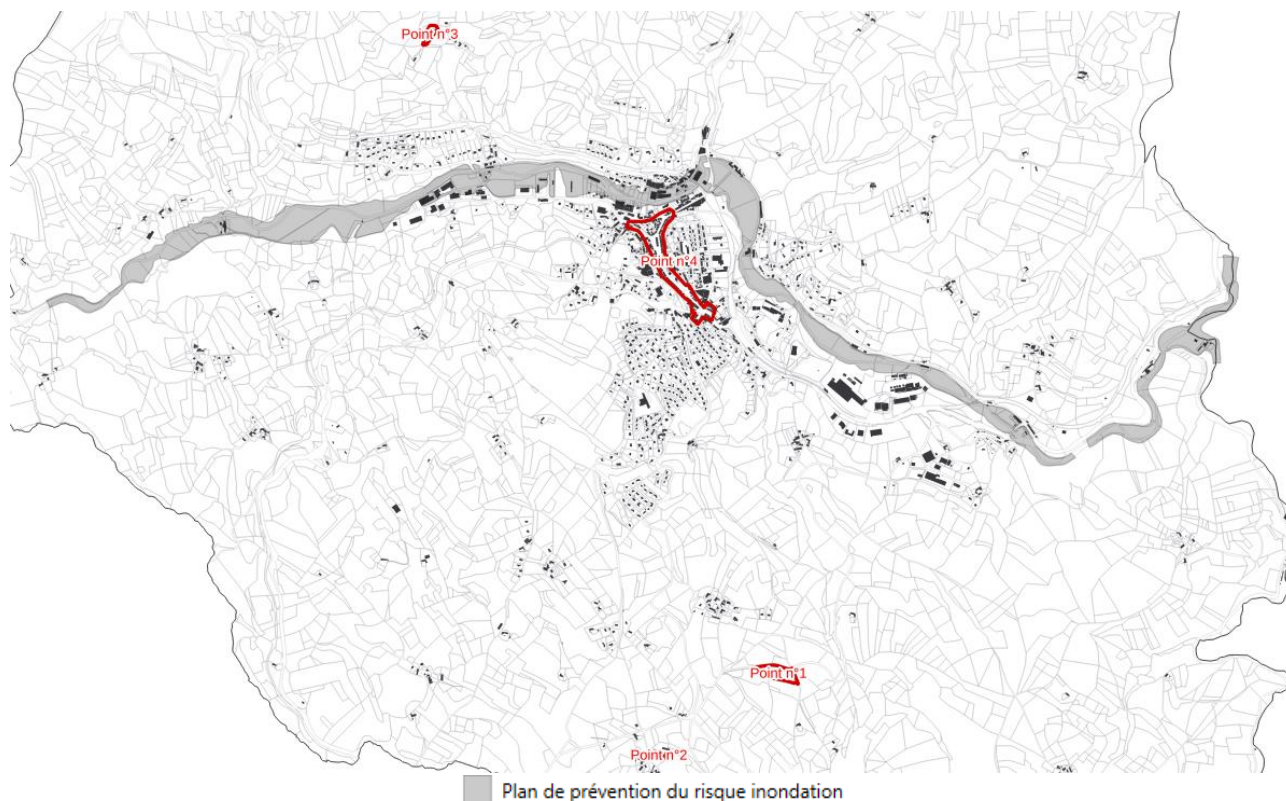 Point n°3
Point n°4
Point n°1
Point n°2
Plan de prévention du risque inondation